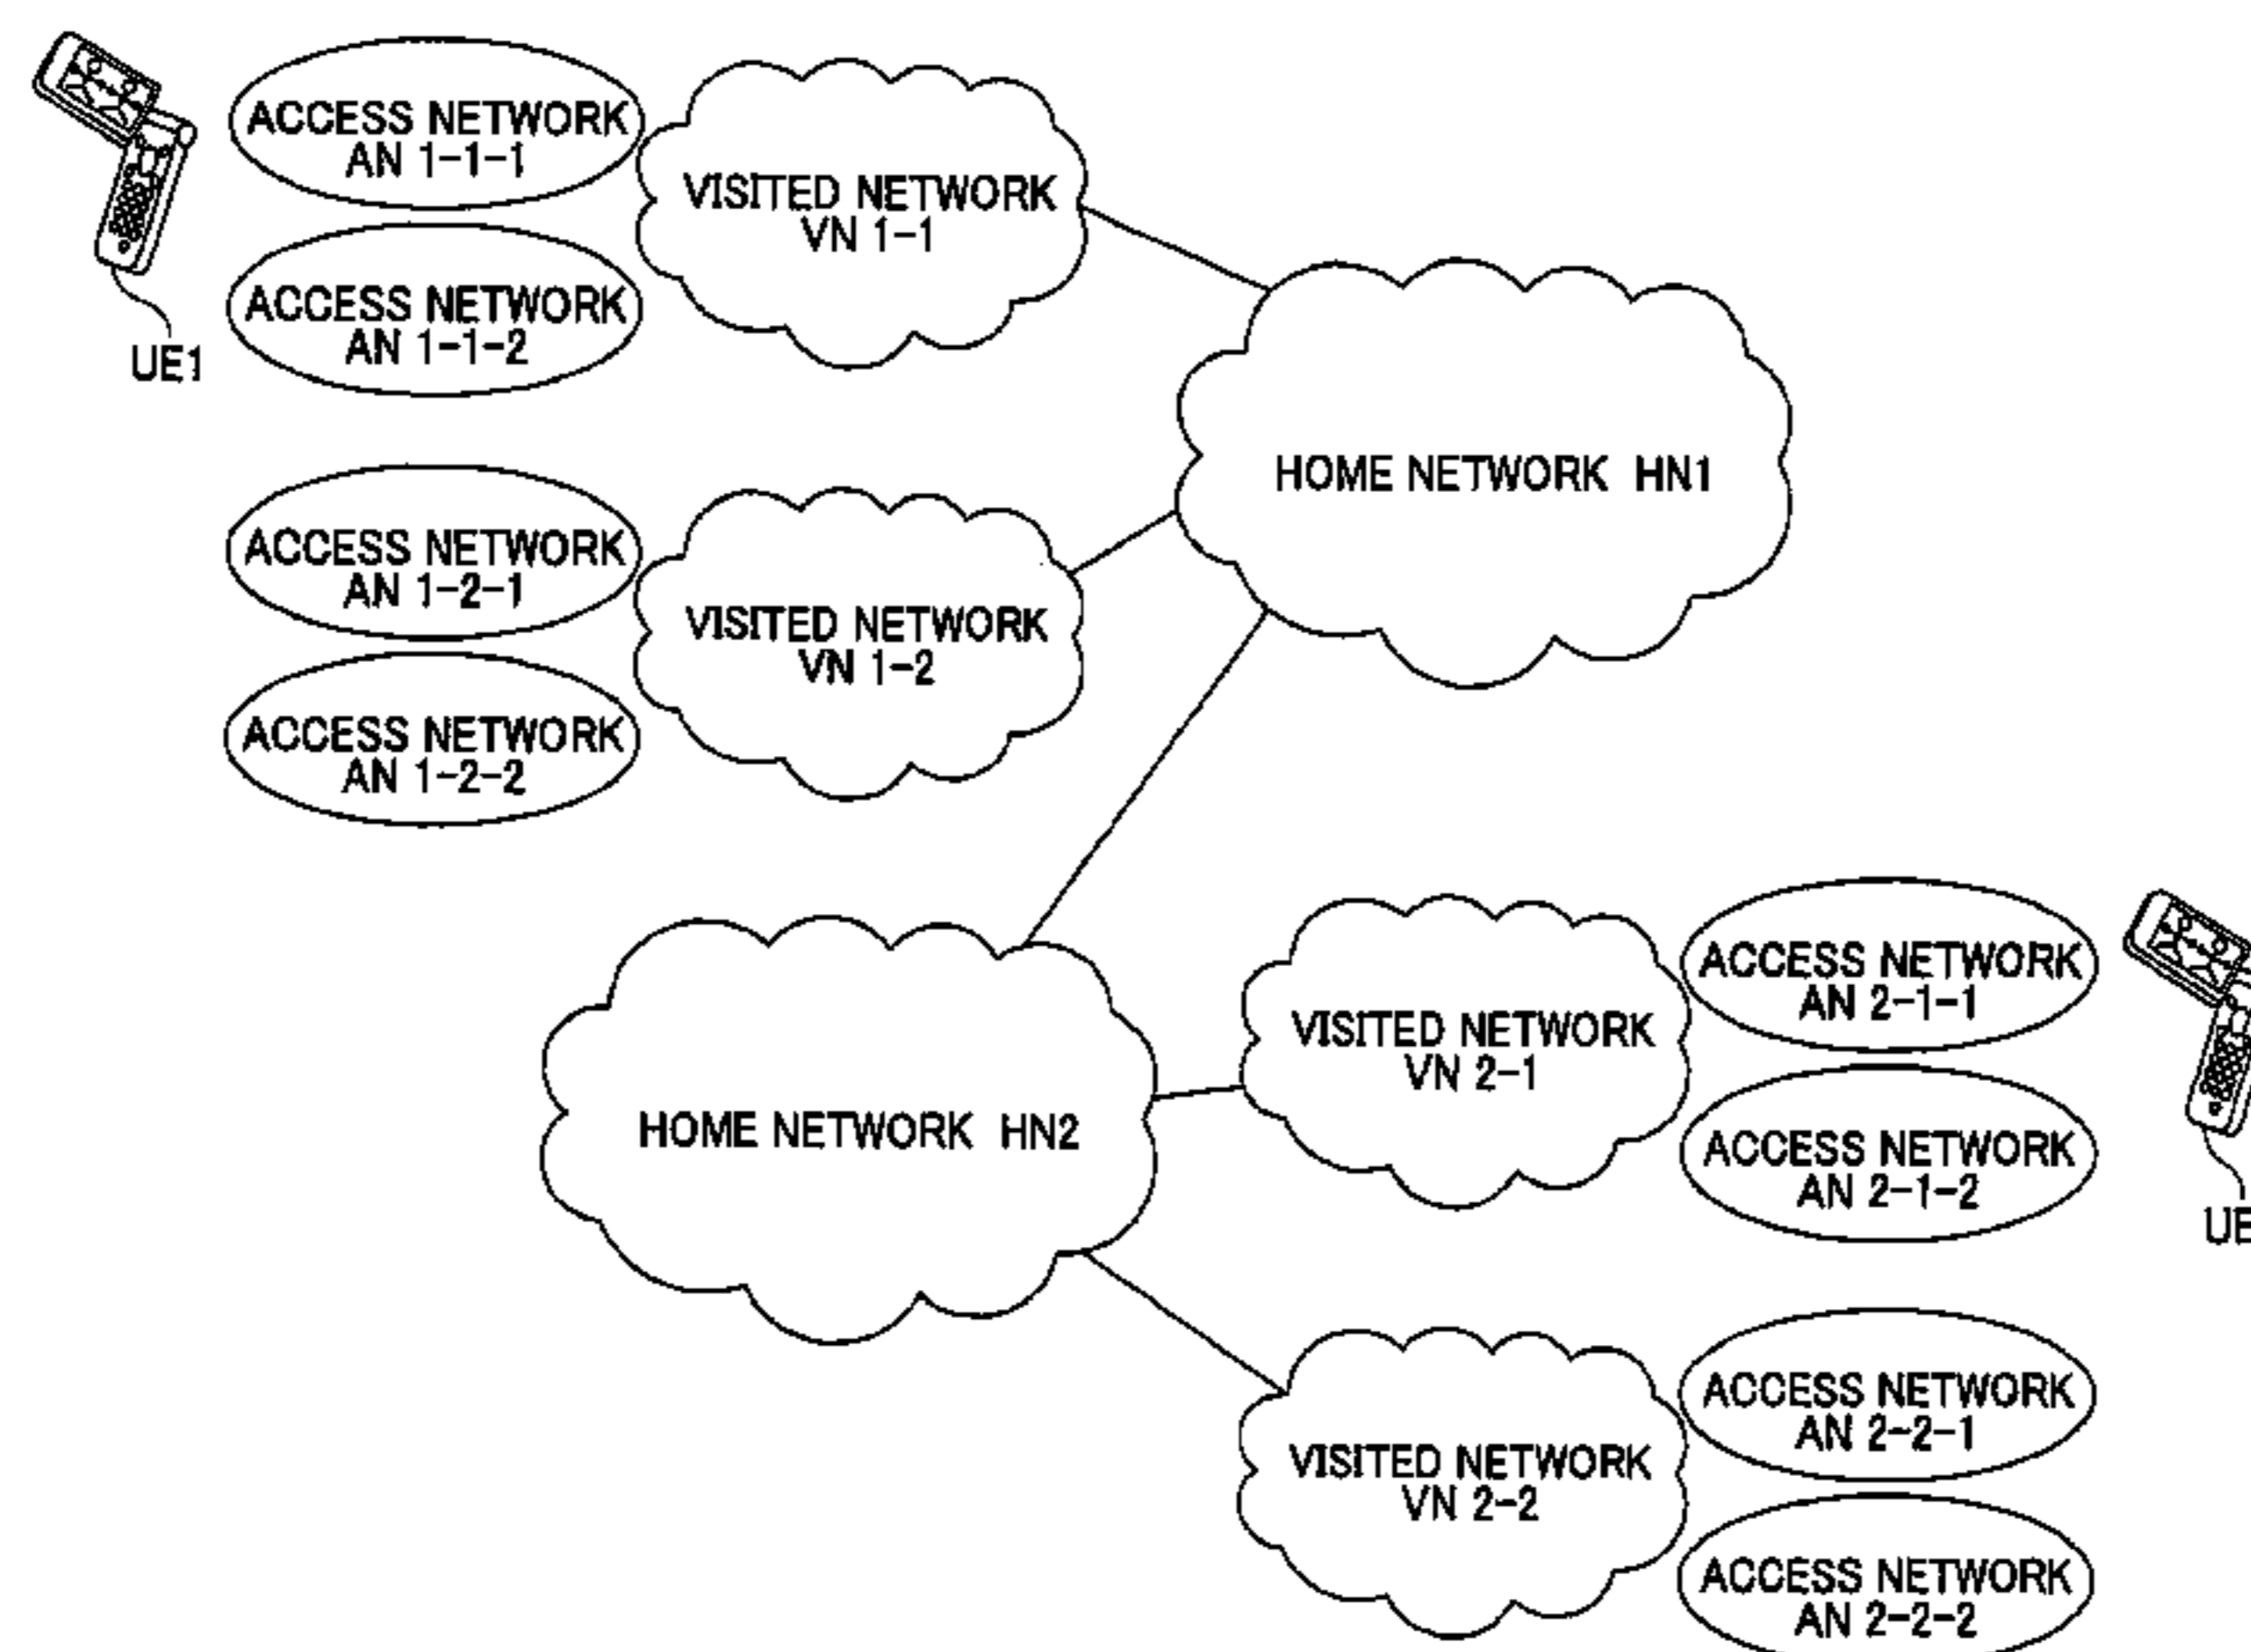 ACCESS NETWORK
AN 1-1-1
VISITED NETWORK
VN 1-1
ACCESS NETWORK
AN 1-1-2
UE1
HOME NETWORK HN1
ACCESS NETWORK
AN 1-2-1
VISITED NETWORK
VN 1-2
ACCESS NETWORK
AN 1-2-2
ACCESS NETWORK
AN 2-1-1
VISITED NETWORK
VN 2-1
HOME NETWORK HN2
ACCESS NETWORK
AN 2-1-2
UE
ACCESS NETWORK
AN 2-2-1
VISITED NETWORK
VN 2-2
ACCESS NETWORK
AN 2-2-2